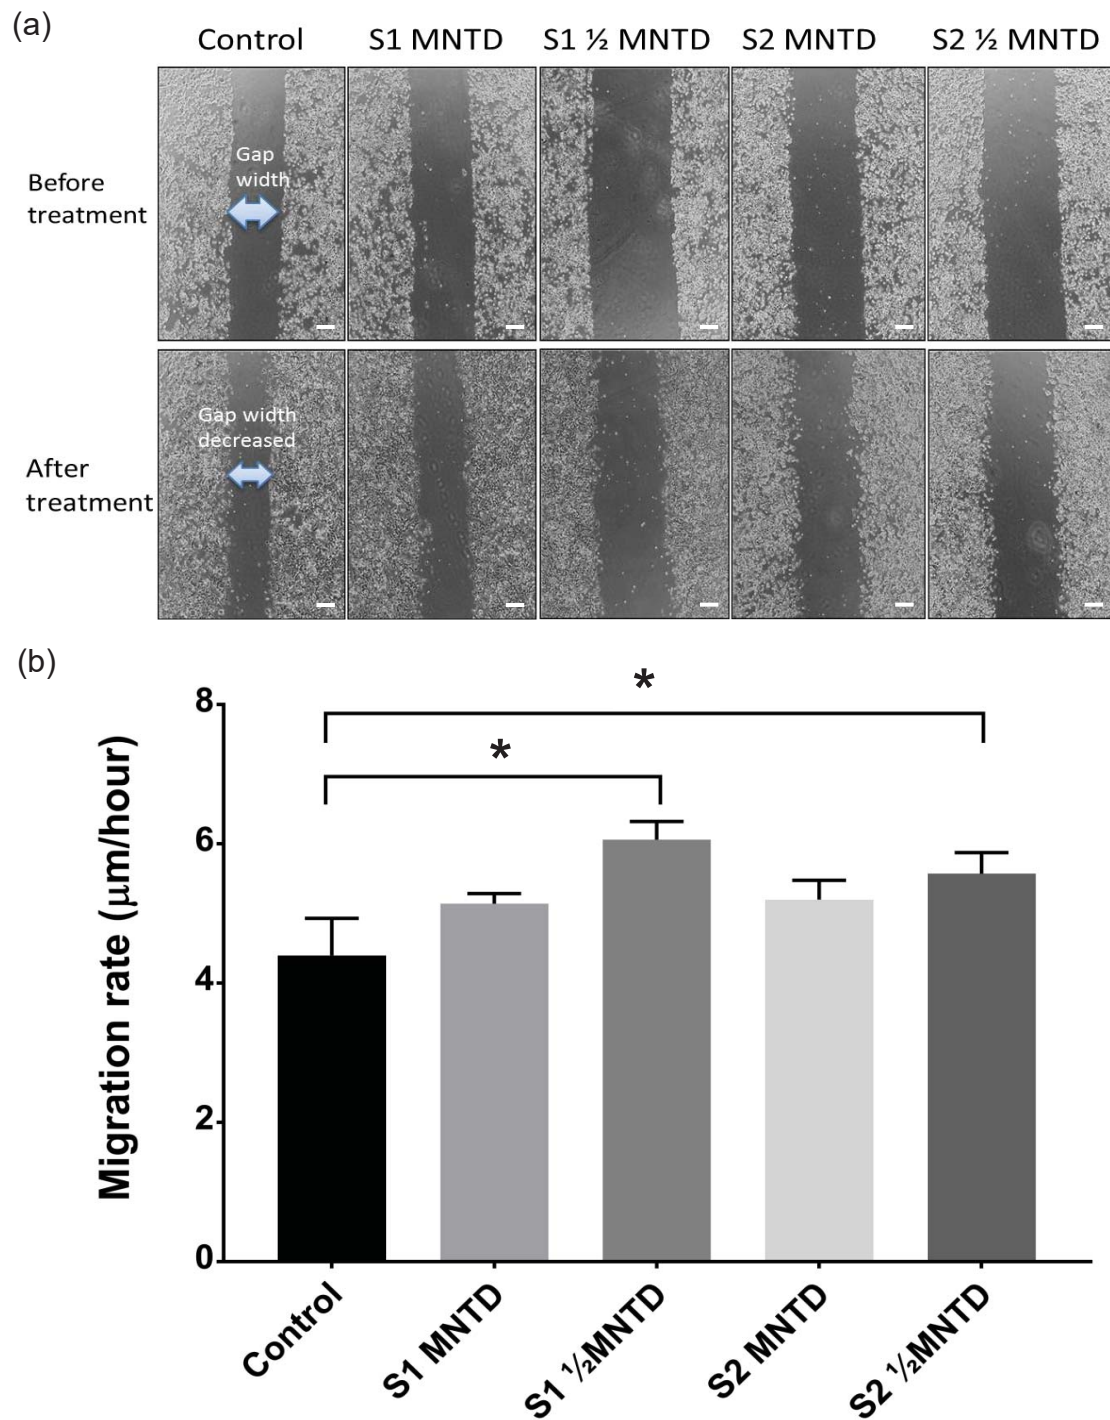 (a)
Control S1 MNTD S1 ½ MNTD S2 MNTD S2 ½ MNTD
Before
treatment
Gap
width
After
treatment
Gap width
decreased
(b)
Migration rate (μm/hour)
8
6
4
2
0
*
*
Control
S1 MNTD
S1 ½MNTD
S2 MNTD
S2 ½MNTD